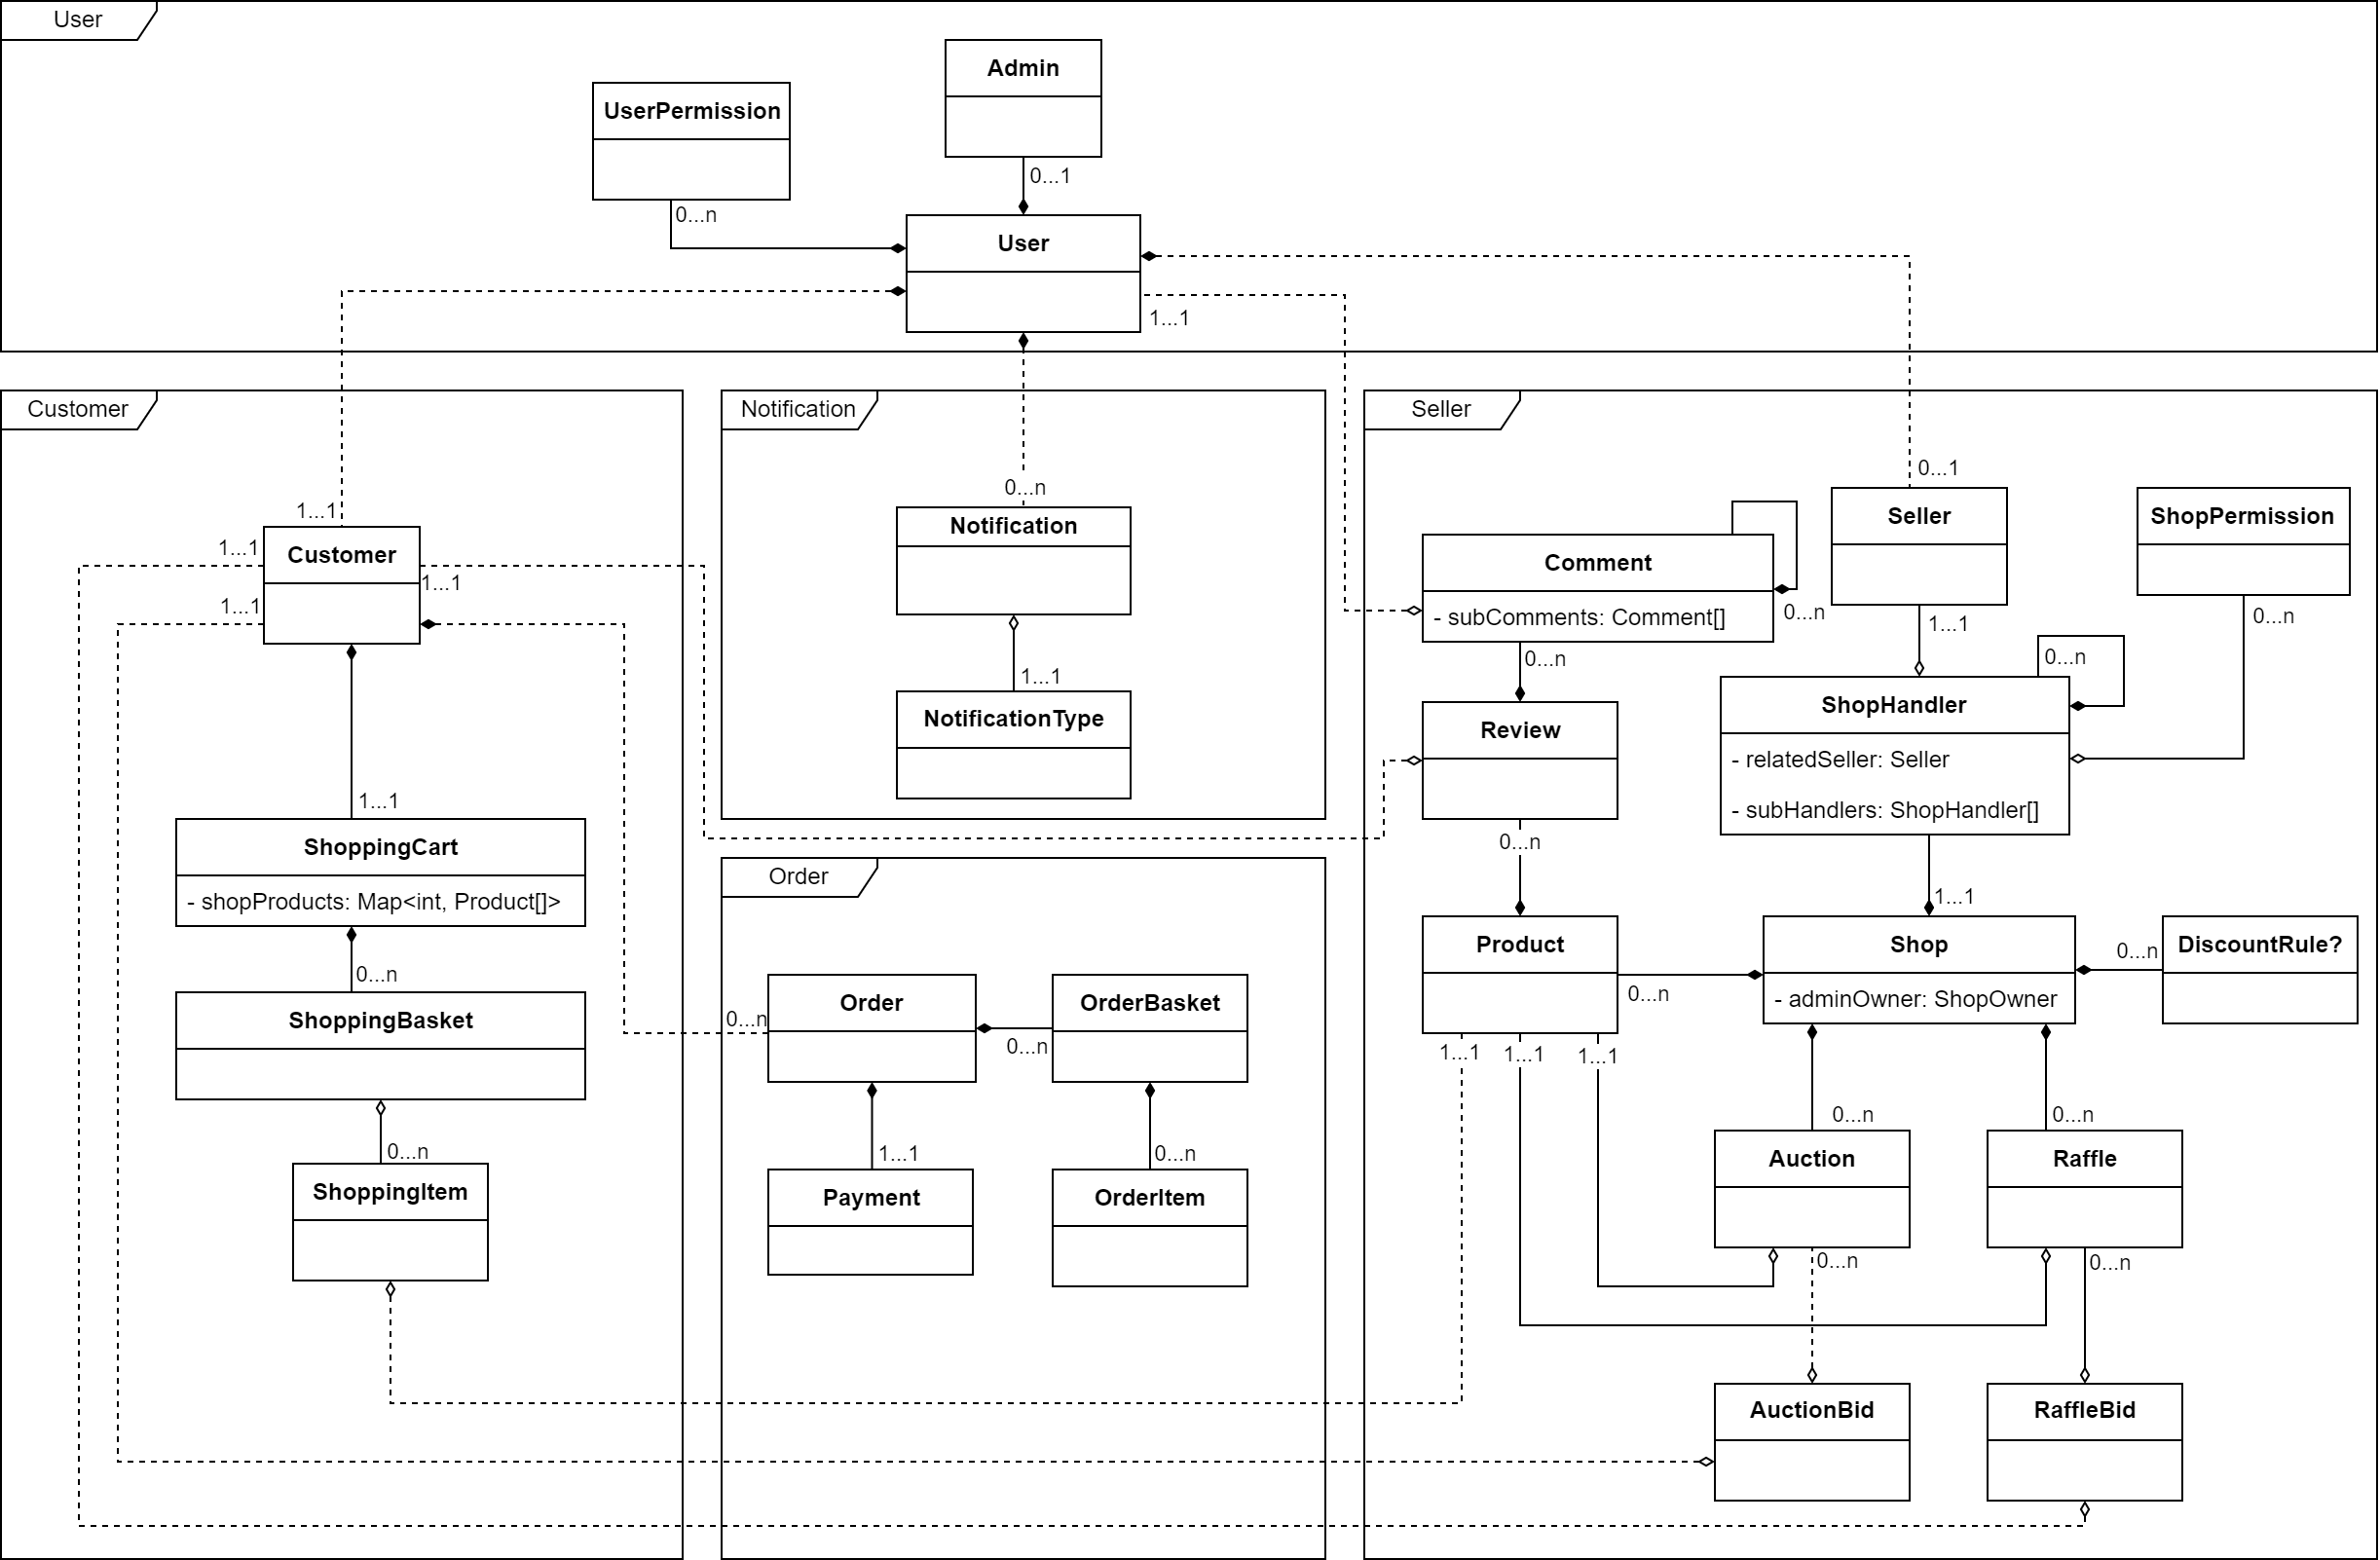 User
Admin
UserPermission
0...1
0...n
User
1...1
Customer
Notification
Seller
0...1
0...n
1...1
Notification
Seller
ShopPermission
1...1
Customer
1...1
1...1
Comment
- subComments: Comment[]
0...n
1...1
0...n
0...n
0...n
1...1
NotificationType
ShopHandler
- relatedSeller: Seller
- subHandlers: ShopHandler[]
Review
1...1
0...n
ShoppingCart
- shopProducts: Map<int, Product[]>
Order
1...1
0...n
Product
Shop
- adminOwner: ShopOwner
0...n
DiscountRule?
0...n
ShoppingBasket
0...n
Order
0...n
OrderBasket
1...1
1...1
1...1
0...n
0...n
0...n
ShoppingItem
1...1
Payment
0...n
OrderItem
Auction
Raffle
0...n
0...n
AuctionBid
RaffleBid